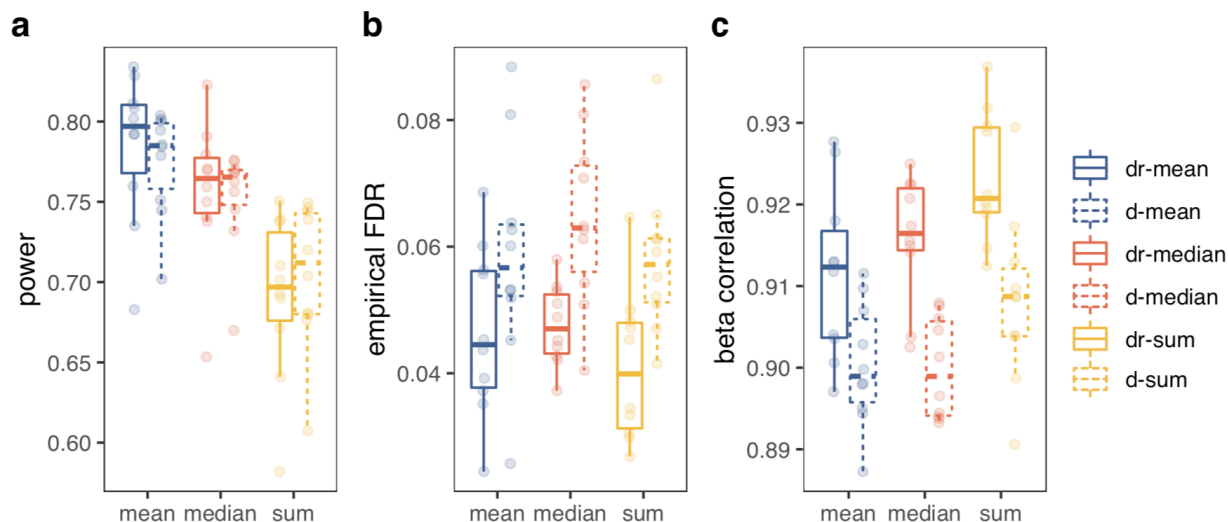 a
power
0.80
0.75
0.70
0.65
0.60
mean median sum
b
empirical FDR
0.08
0.06
0.04
mean median sum
c
beta correlation
0.93
0.92
0.91
0.90
0.89
mean median sum
dr-mean
d-mean
dr-median
d-median
dr-sum
d-sum